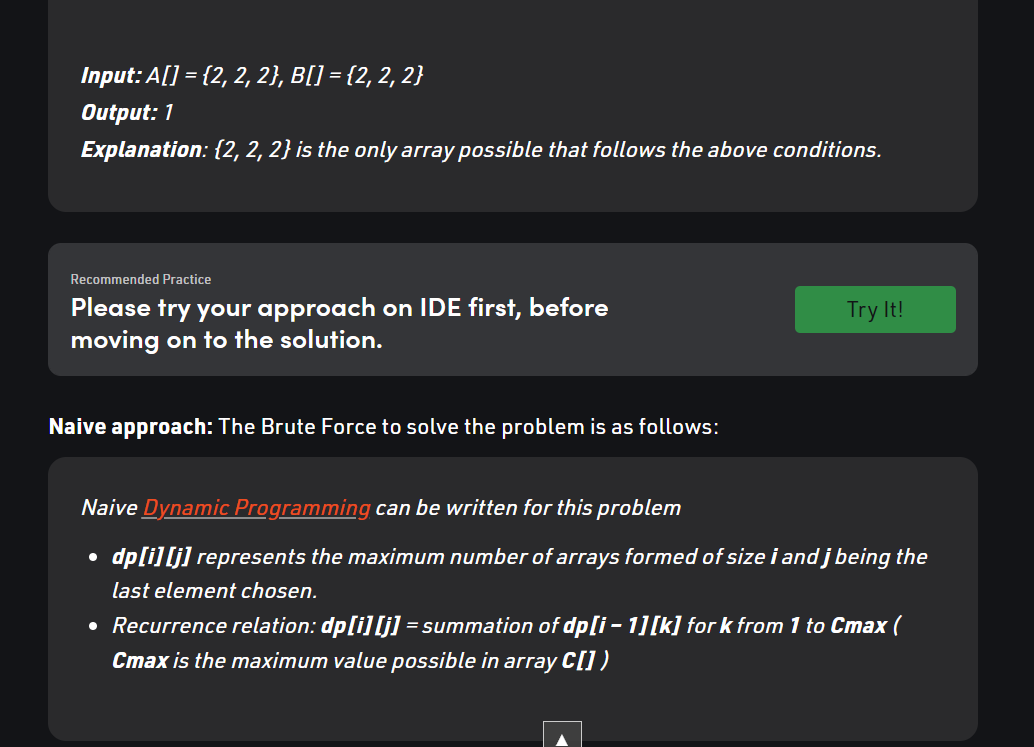 Input: A[] = {2, 2, 2}, B[] = {2, 2, 2}
Output: 1
Explanation: {2, 2, 2} is the only array possible that follows the above conditions.
Recommended Practice
Please try your approach on IDE first, before
moving on to the solution.
Try It!
Naive approach: The Brute Force to solve the problem is as follows:
Naive Dynamic Programming can be written for this problem
• dp[i][j] represents the maximum number of arrays formed of size i and j being the
last element chosen.
• Recurrence relation: dp[i][j] = summation of dp[i – 1][k] for k from 1 to Cmax (
Cmax is the maximum value possible in array C[] )